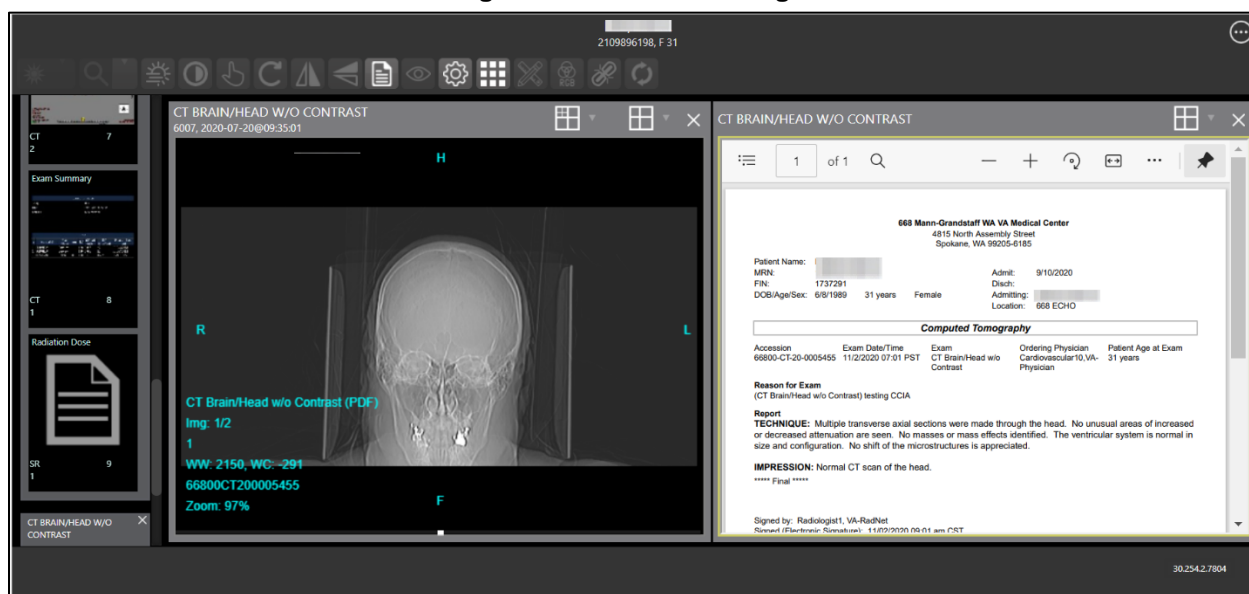 2109896198, F 31
CT 7
2
Exam Summary
CT 8
1
Radiation Dose
SR 9
1
CT BRAIN/HEAD W/O
CONTRAST
CT BRAIN/HEAD W/O CONTRAST
6007, 2020-07-20@09:35:01
H
R
L
CT Brain/Head w/o Contrast (PDF)
Img: 1/2
1
WW: 2150, WC: -291
66800CT200005455
Zoom: 97%
F
CT BRAIN/HEAD W/O CONTRAST
1 of 1
668 Mann-Grandstaff WA VA Medical Center
4815 North Assembly Street
Spokane, WA 99205-6185
Patient Name:
MRN: Admit: 9/10/2020
FIN: 1737291 Disch:
DOB/Age/Sex: 6/8/1989 31 years Female Admitting:
Location: 668 ECHO
Computed Tomography
Accession Exam Date/Time Exam Ordering Physician Patient Age at Exam
66800-CT-20-0005455 11/2/2020 07:01 PST CT Brain/Head w/o Cardiovascular10,VA- 31 years
Contrast Physician
Reason for Exam
(CT Brain/Head w/o Contrast) testing CCIA
Report
TECHNIQUE: Multiple transverse axial sections were made through the head. No unusual areas of increased
or decreased attenuation are seen. No masses or mass effects identified. The ventricular system is normal in
size and configuration. No shift of the microstructures is appreciated.
IMPRESSION: Normal CT scan of the head.
***** Final *****
Signed by: Radiologist1, VA-RadNet
Signed (Electronic Signature): 11/02/2020 09:01 am CST
30.254.2.7804